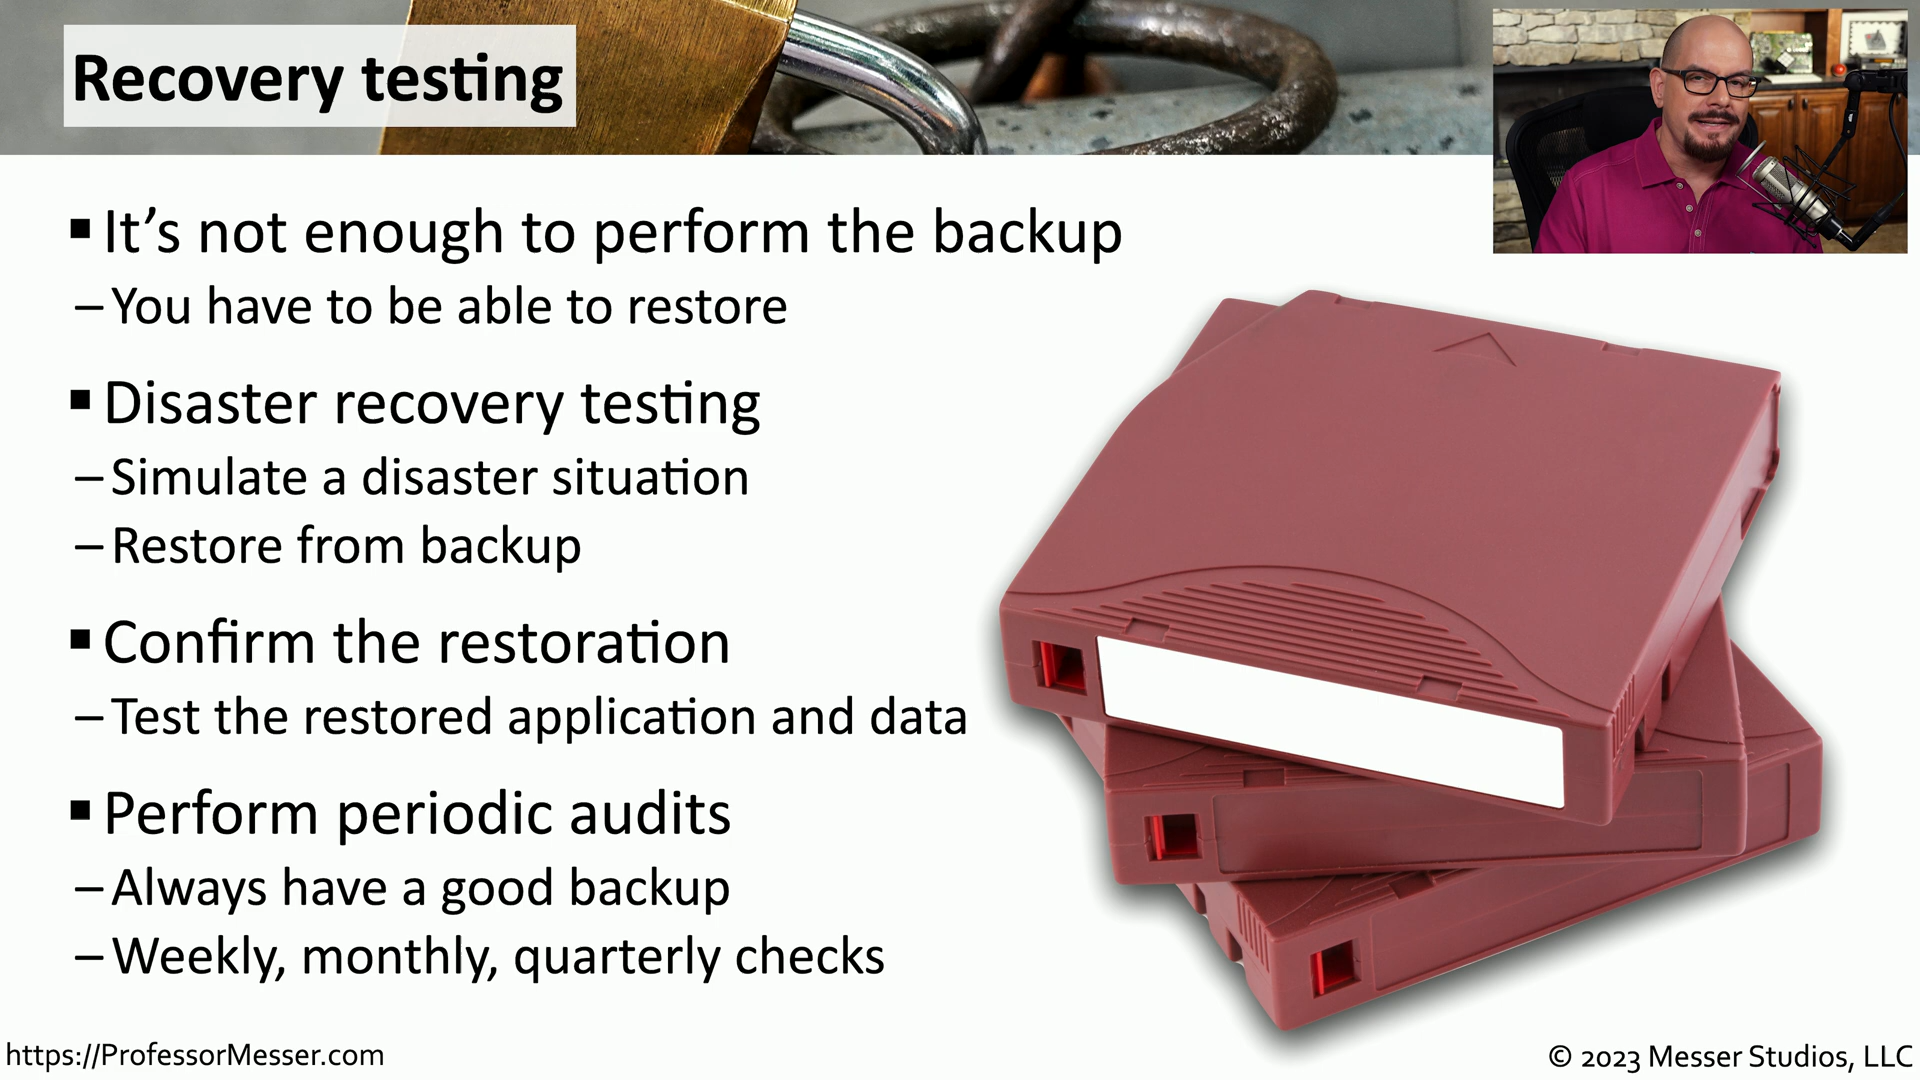 Recovery testing
▪ It’s not enough to perform the backup
– You have to be able to restore
▪ Disaster recovery testing
– Simulate a disaster situation
– Restore from backup
▪ Confirm the restoration
– Test the restored application and data
▪ Perform periodic audits
– Always have a good backup
– Weekly, monthly, quarterly checks
https://ProfessorMesser.com
© 2023 Messer Studios, LLC